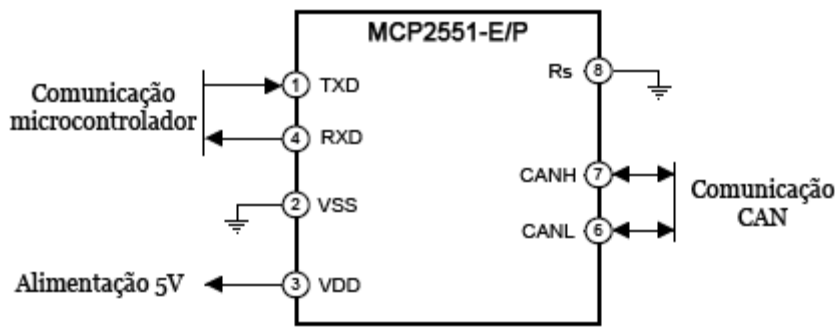 MCP2551-E/P
Comunicação
microcontrolador
1 TXD
4 RXD
2 VSS
Alimentação 5V
3 VDD
Rs 8
CANH 7
CANL 6
Comunicação
CAN